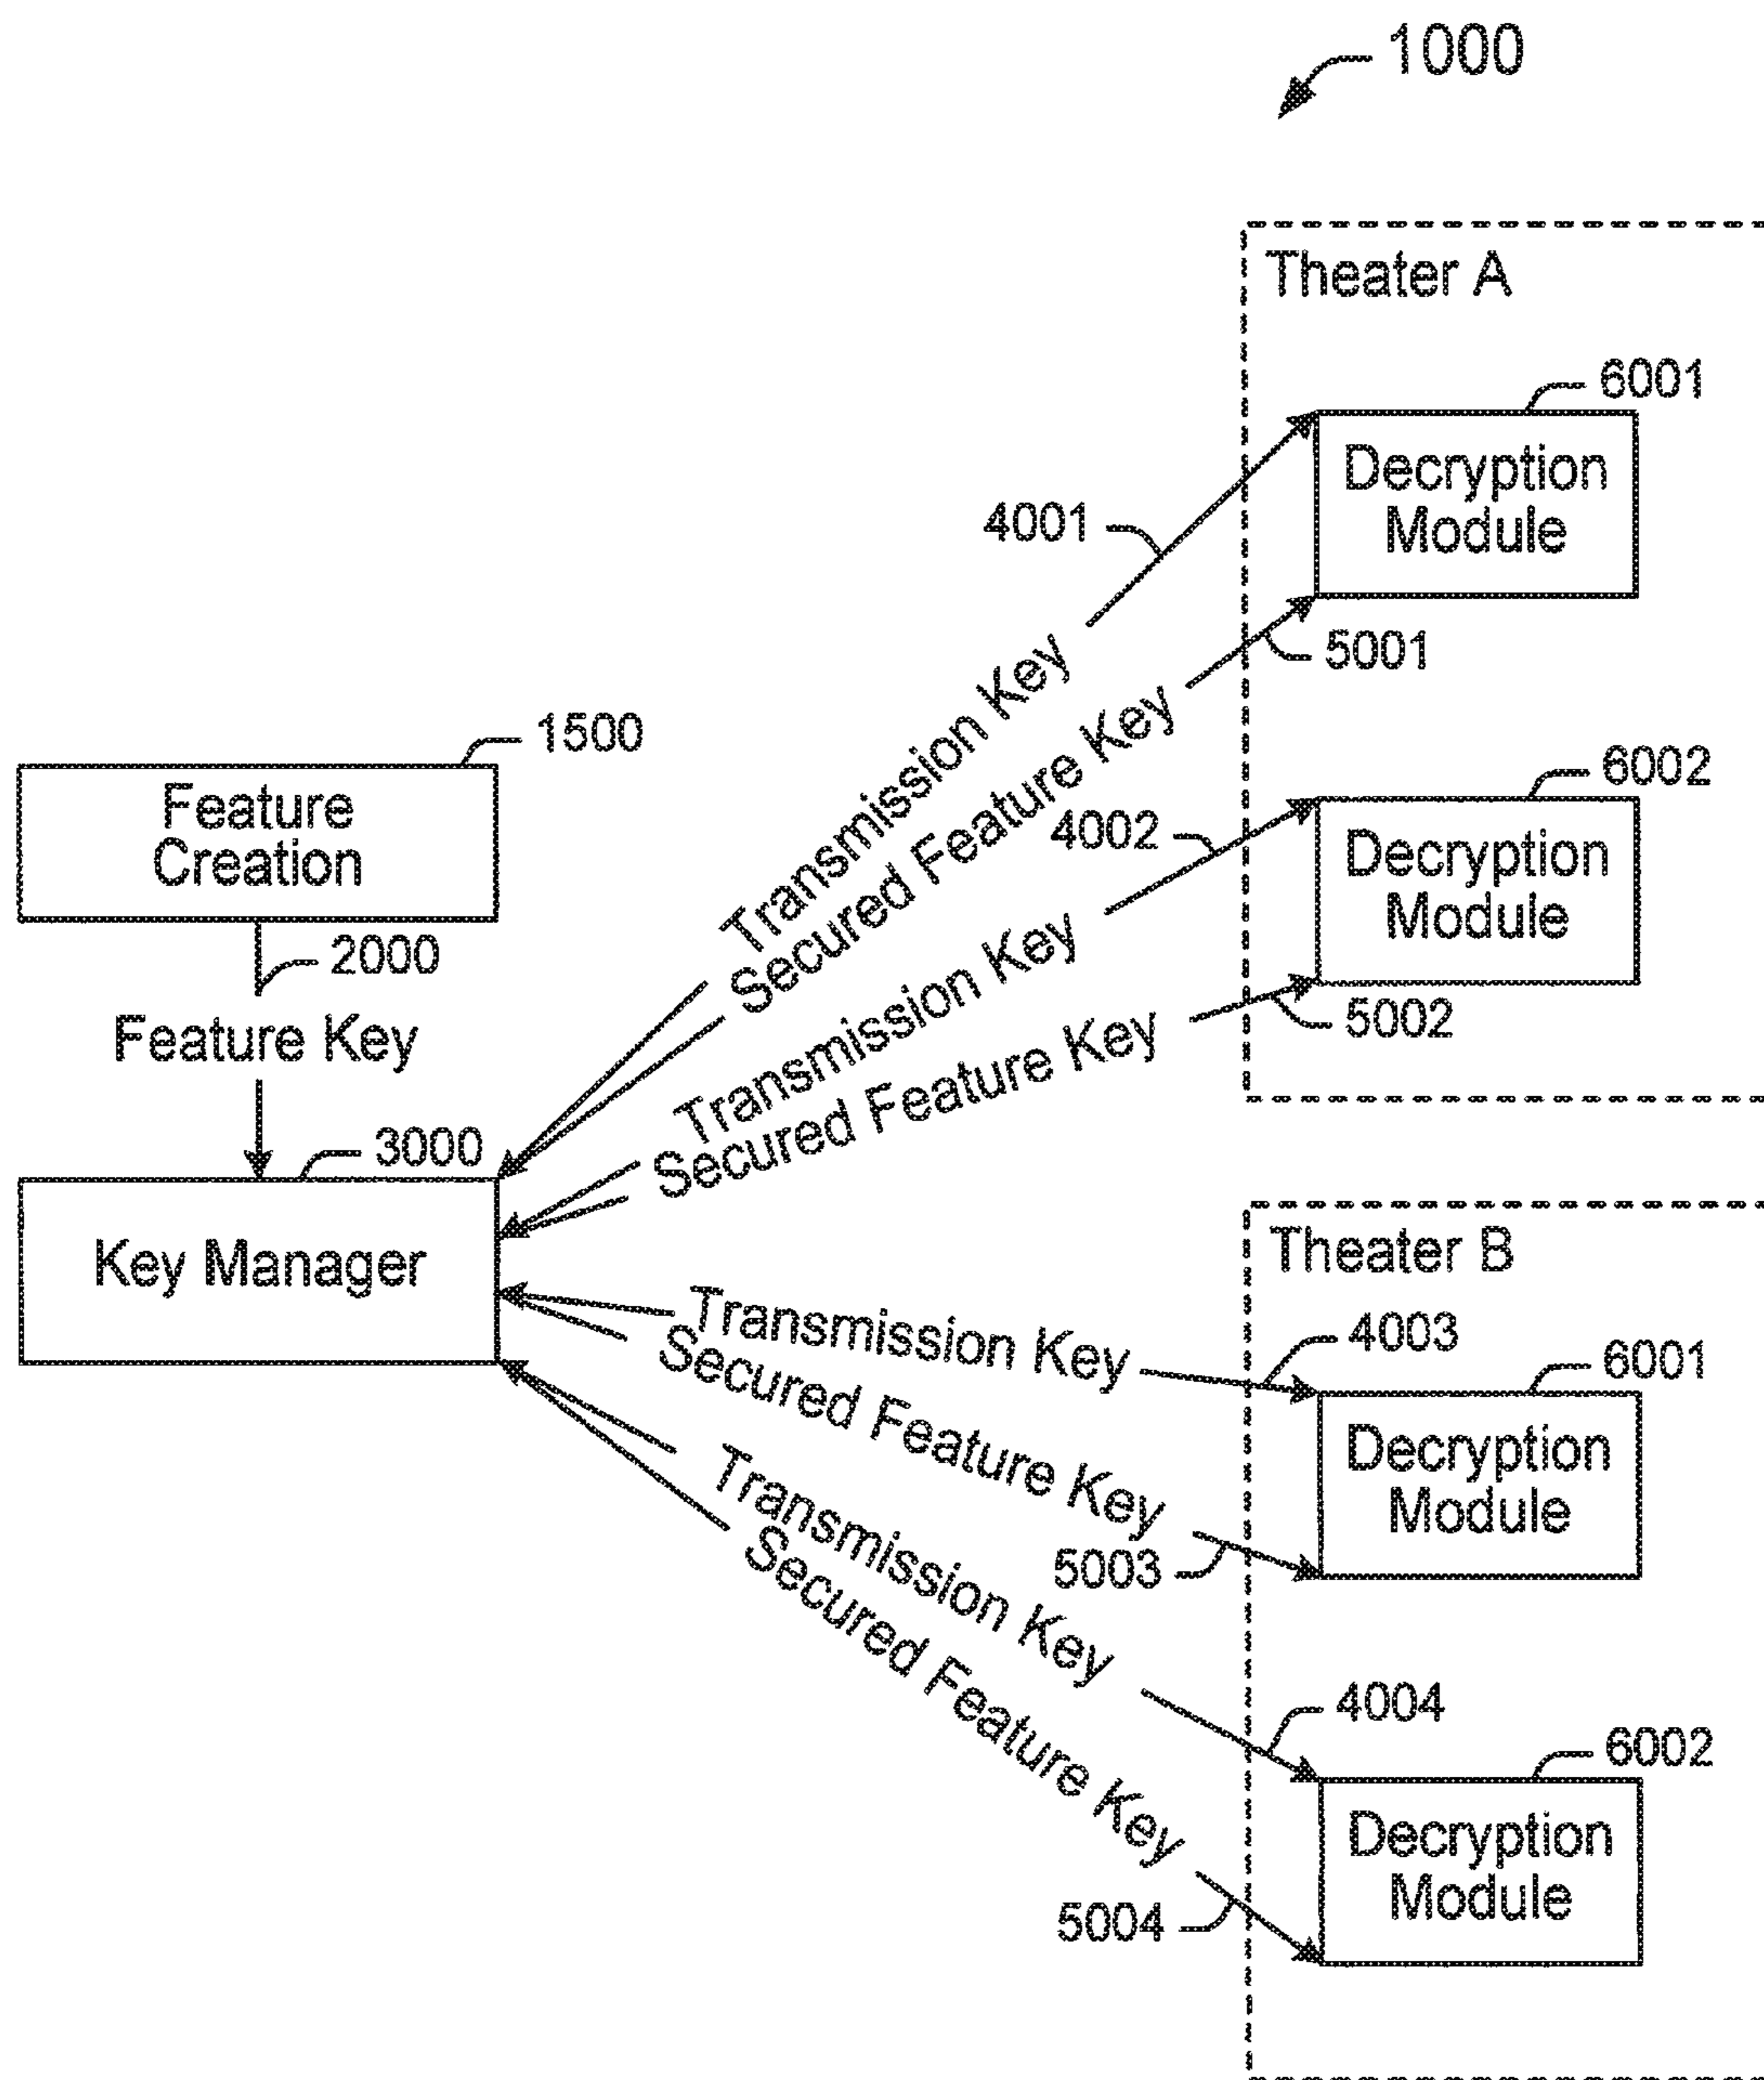 1000
Theater A
6001
Decryption
Module
4001
5001
Transmission Key
Secured Feature Key
1500
Feature
Creation
6002
Decryption
Module
4002
5002
Transmission Key
Secured Feature Key
2000
Feature Key
3000
Key Manager
Theater B
Transmission Key
Secured Feature Key
4003
6001
Decryption
Module
5003
Transmission Key
Secured Feature Key
4004
6002
Decryption
Module
5004